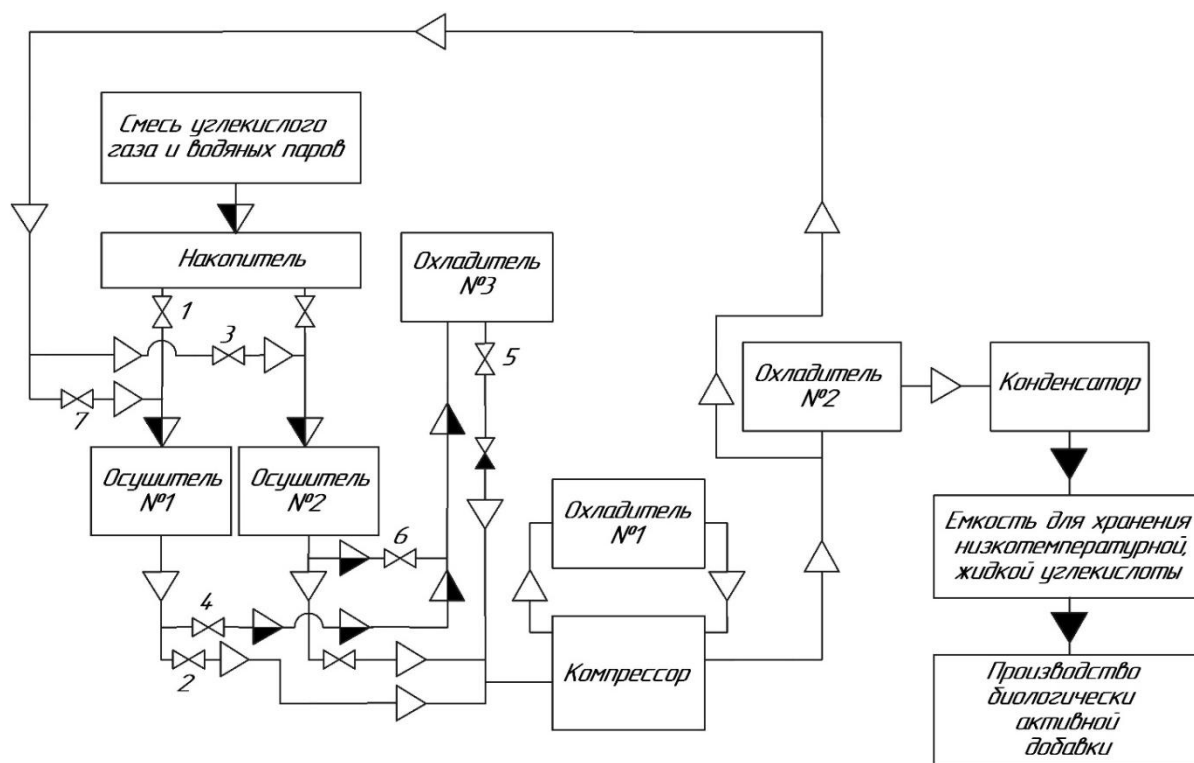 Смесь углекислого
газа и водяных паров
Накопитель
1
3
7
Охладитель
№3
5
Осушитель
№1
Осушитель
№2
6
4
2
Охладитель
№1
Компрессор
Охладитель
№2
Конденсатор
Емкость для хранения
низкотемпературной,
жидкой углекислоты
Производство
биологически
активной
добавки